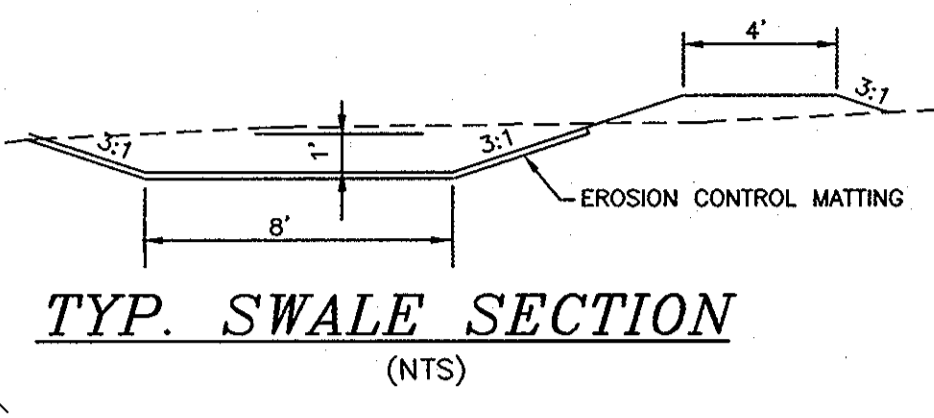 4'
3:1
3:1
1'
3:1
EROSION CONTROL MATTING
8'
TYP. SWALE SECTION
(NTS)